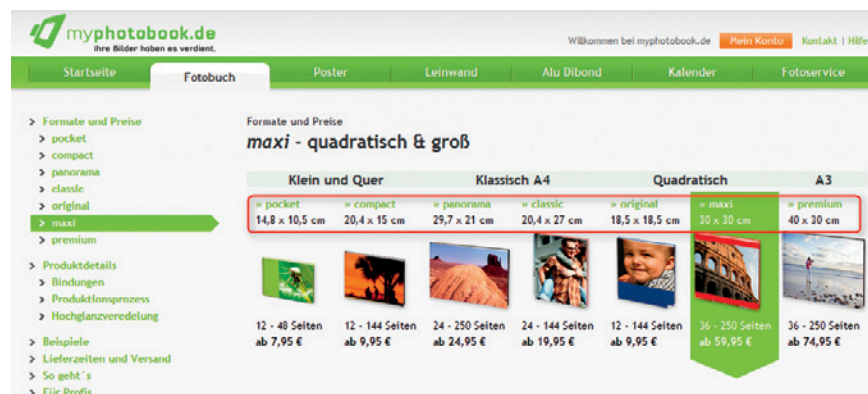 myphotobook.de
Ihre Bilder haben es verdient.
Willkommen bei myphotobook.de Mein Konto Kontakt | Hilfe
Startseite Fotobuch Poster Leinwand Alu Dibond Kalender Fotoservice
> Formate und Preise
> pocket
> compact
> panorama
> classic
> original
> maxi
> premium
> Produktdetails
> Bindungen
> Produktionsprozess
> Hochglanzveredelung
> Beispiele
> Lieferzeiten und Versand
> So geht´s
> Für Profis
Formate und Preise
maxi - quadratisch & groß
Klein und Quer Klassisch A4 Quadratisch A3
» pocket » compact » panorama » classic » original » maxi » premium
14,8 x 10,5 cm 20,4 x 15 cm 29,7 x 21 cm 20,4 x 27 cm 18,5 x 18,5 cm 30 x 30 cm 40 x 30 cm
12 - 48 Seiten 12 - 144 Seiten 24 - 250 Seiten 24 - 144 Seiten 12 - 144 Seiten 36 - 250 Seiten 36 - 250 Seiten
ab 7,95 € ab 9,95 € ab 24,95 € ab 19,95 € ab 9,95 € ab 59,95 € ab 74,95 €